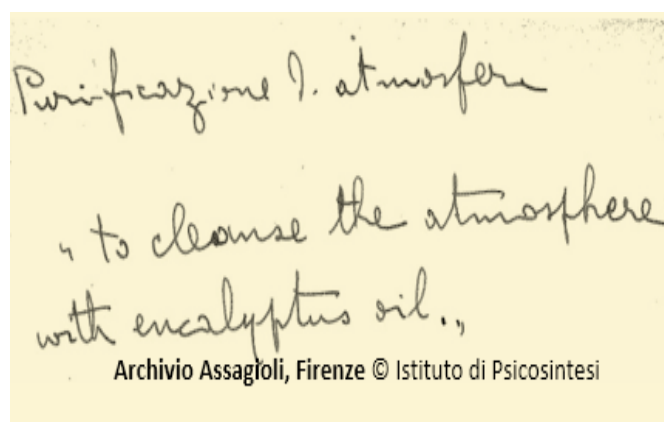 Purificazione d. atmosfera
„ to cleanse the atmosphere
with eucalyptus oil.„
Archivio Assagioli, Firenze © Istituto di Psicosintesi